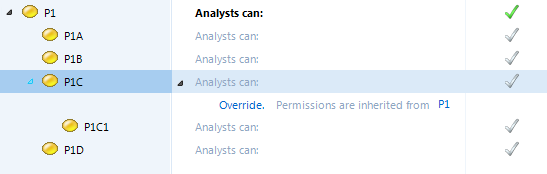 P1 Analysts can:
P1A Analysts can:
P1B Analysts can:
P1C Analysts can:
Override. Permissions are inherited from P1
P1C1 Analysts can:
P1D Analysts can: